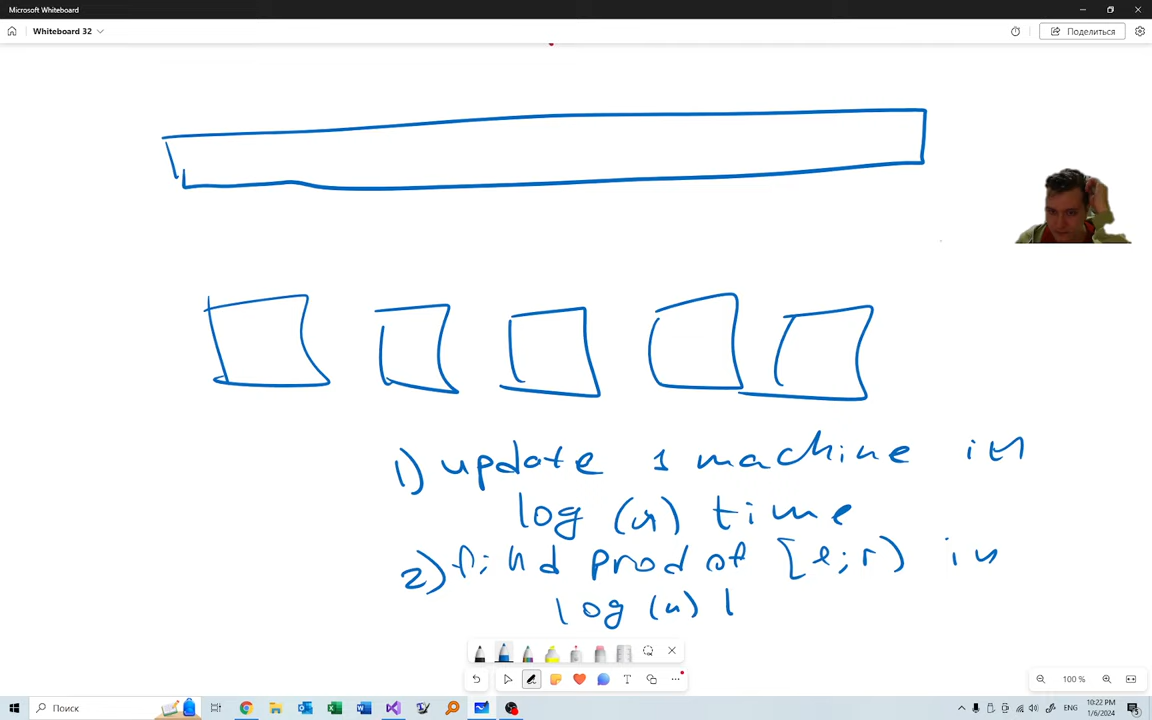 Microsoft Whiteboard
Whiteboard 32
Поделиться
1) update 1 machine in
log (n) time
2) find prod of [l;r) in
log (n)
100 %
Поиск
ENG
10:22 PM
1/6/2024
5